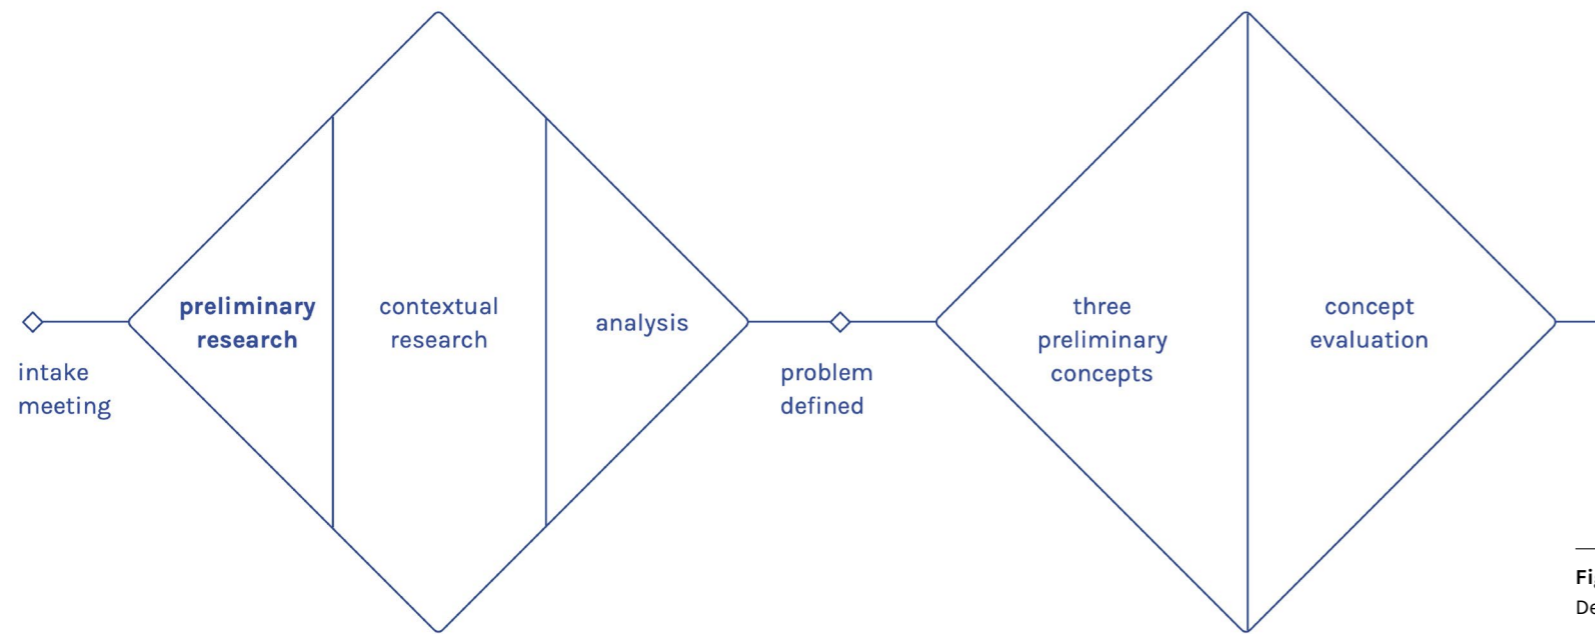 preliminary
research
contextual
research
analysis
intake
meeting
problem
defined
three
preliminary
concepts
concept
evaluation